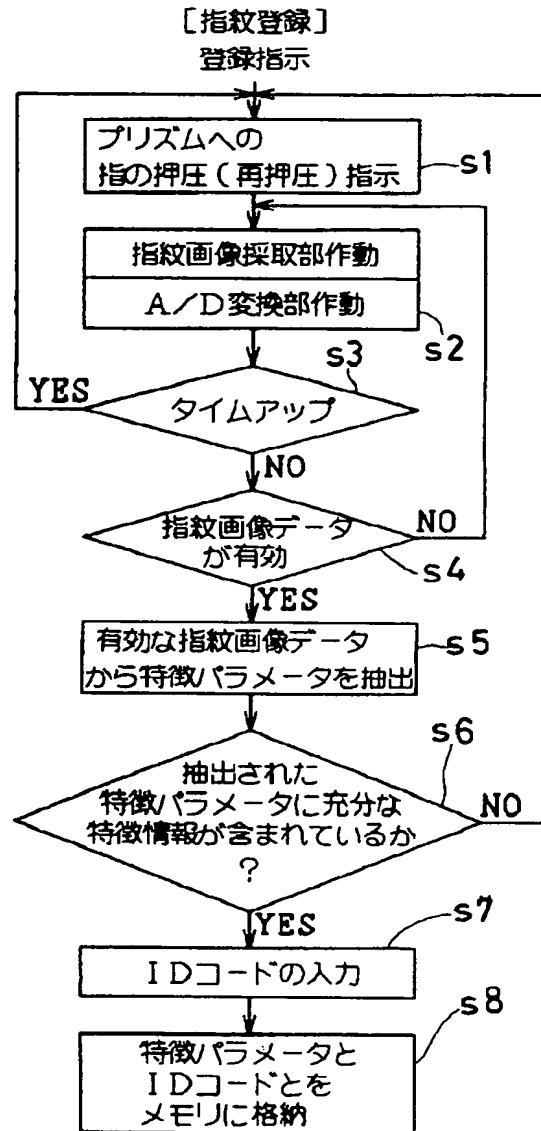 [指紋登録]
登録指示
プリズムへの
指の押圧(再押圧)指示
s1
指紋画像採取部作動
A/D変換部作動
s2
s3
YES
タイムアップ
NO
指紋画像データ
が有効
NO
s4
YES
有効な指紋画像データ
から特徴パラメータを抽出
s5
s6
抽出された
特徴パラメータに充分な
特徴情報が含まれているか
?
NO
YES
s7
IDコードの入力
s8
特徴パラメータと
IDコードとを
メモリに格納